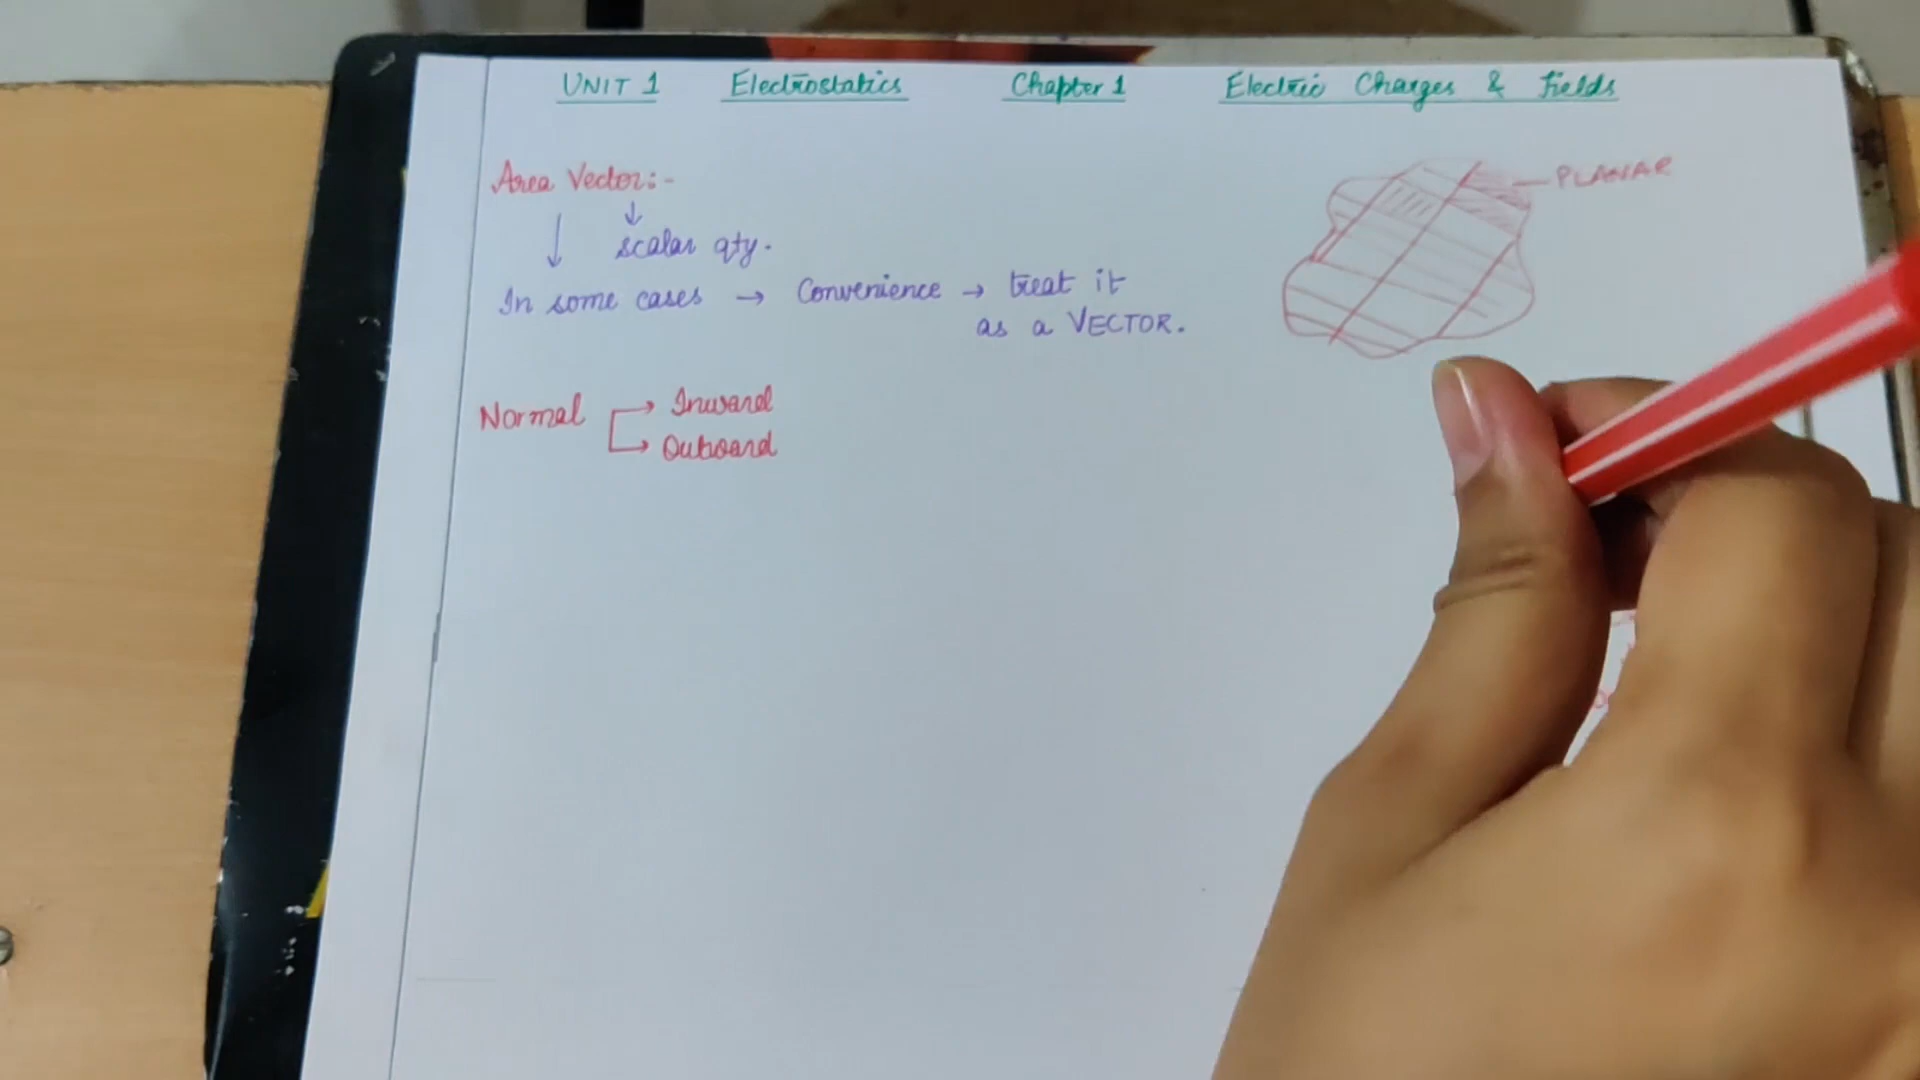 UNIT 1 Electrostatics Chapter 1 Electric Charges & Fields
Area Vector:-
PLANAR
scalar qty.
In some cases → Convenience → treat it
as a VECTOR.
Normal → Inward
→ Outward